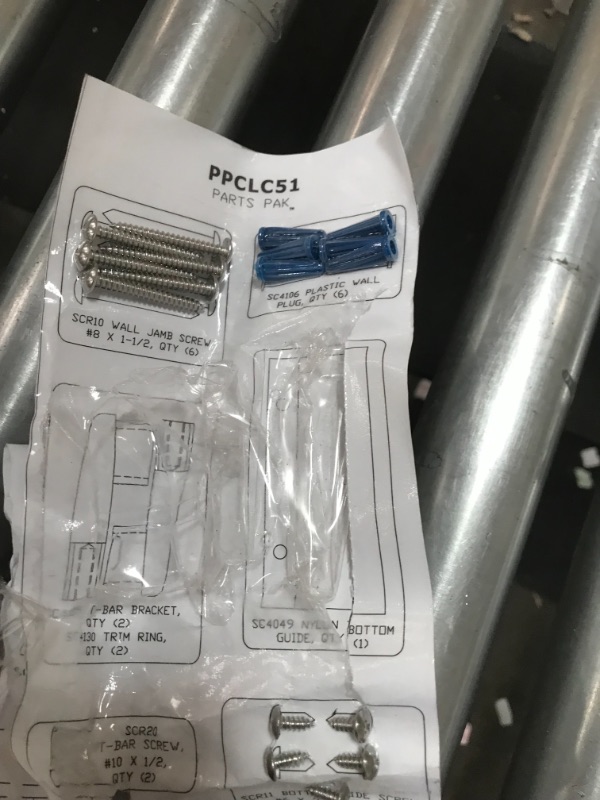 PPCLC51
PARTS PAK
SCR10 WALL JAMB SCREW
#8 X 1-1/2, QTY (6)
SC4106 PLASTIC WALL
PLUG, QTY (6)
-BAR BRACKET,
QTY (2)
TRIM RING,
QTY (2)
SC4049 NYLON BOTTOM
GUIDE, QTY (1)
SCR20
-BAR SCREW,
#10 X 1/2,
QTY (2)
SCR11